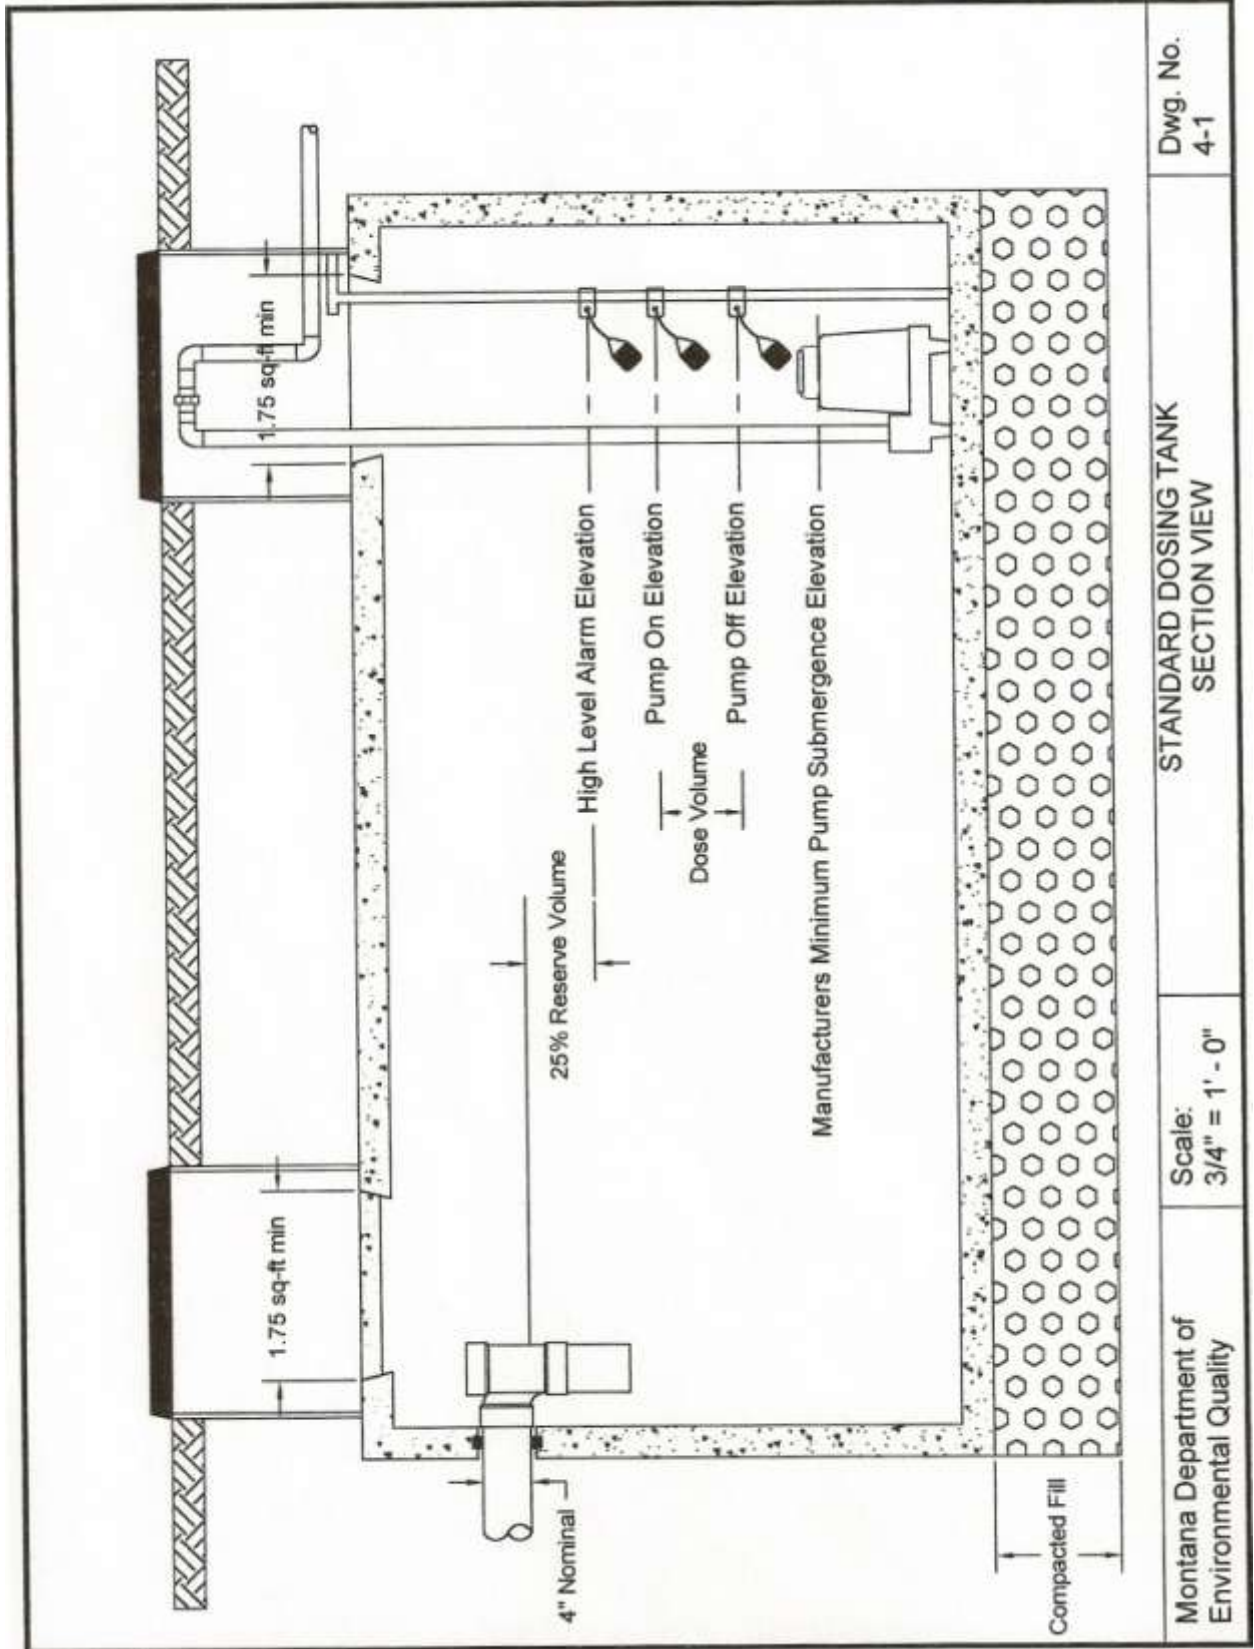 1.75 sq-ft min
1.75 sq-ft min
4" Nominal
25% Reserve Volume
High Level Alarm Elevation
Pump On Elevation
Dose Volume
Pump Off Elevation
Manufacturers Minimum Pump Submergence Elevation
Compacted Fill
Montana Department of
Environmental Quality
Scale:
3/4" = 1' - 0"
STANDARD DOSING TANK
SECTION VIEW
Dwg. No.
4-1